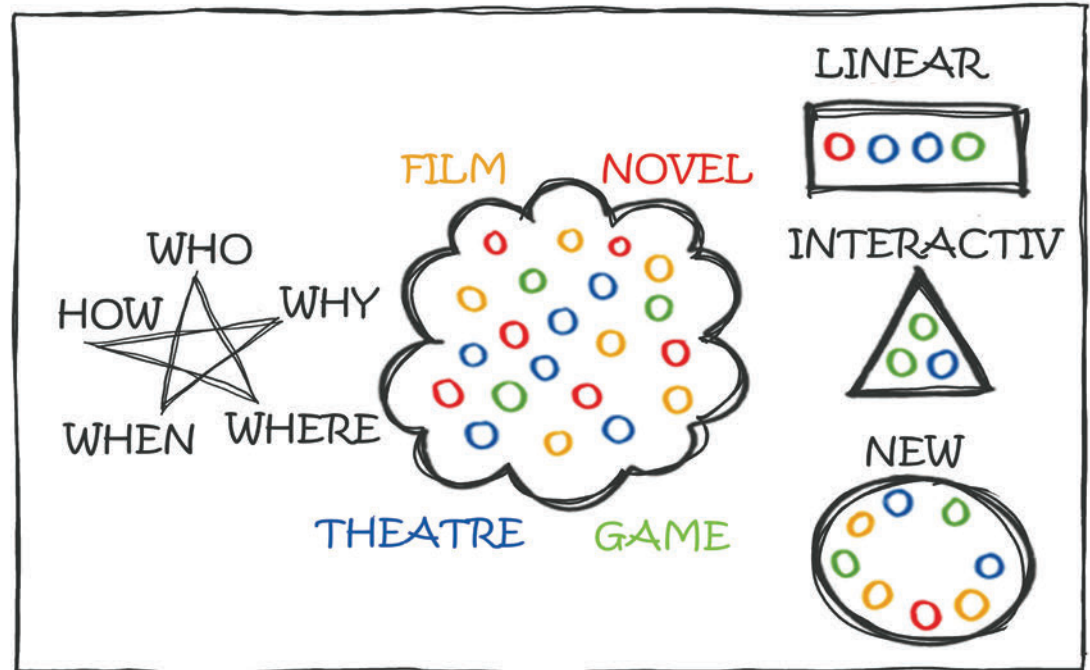 WHO
HOW
WHY
WHEN
WHERE
FILM
NOVEL
THEATRE
GAME
LINEAR
INTERACTIV
NEW